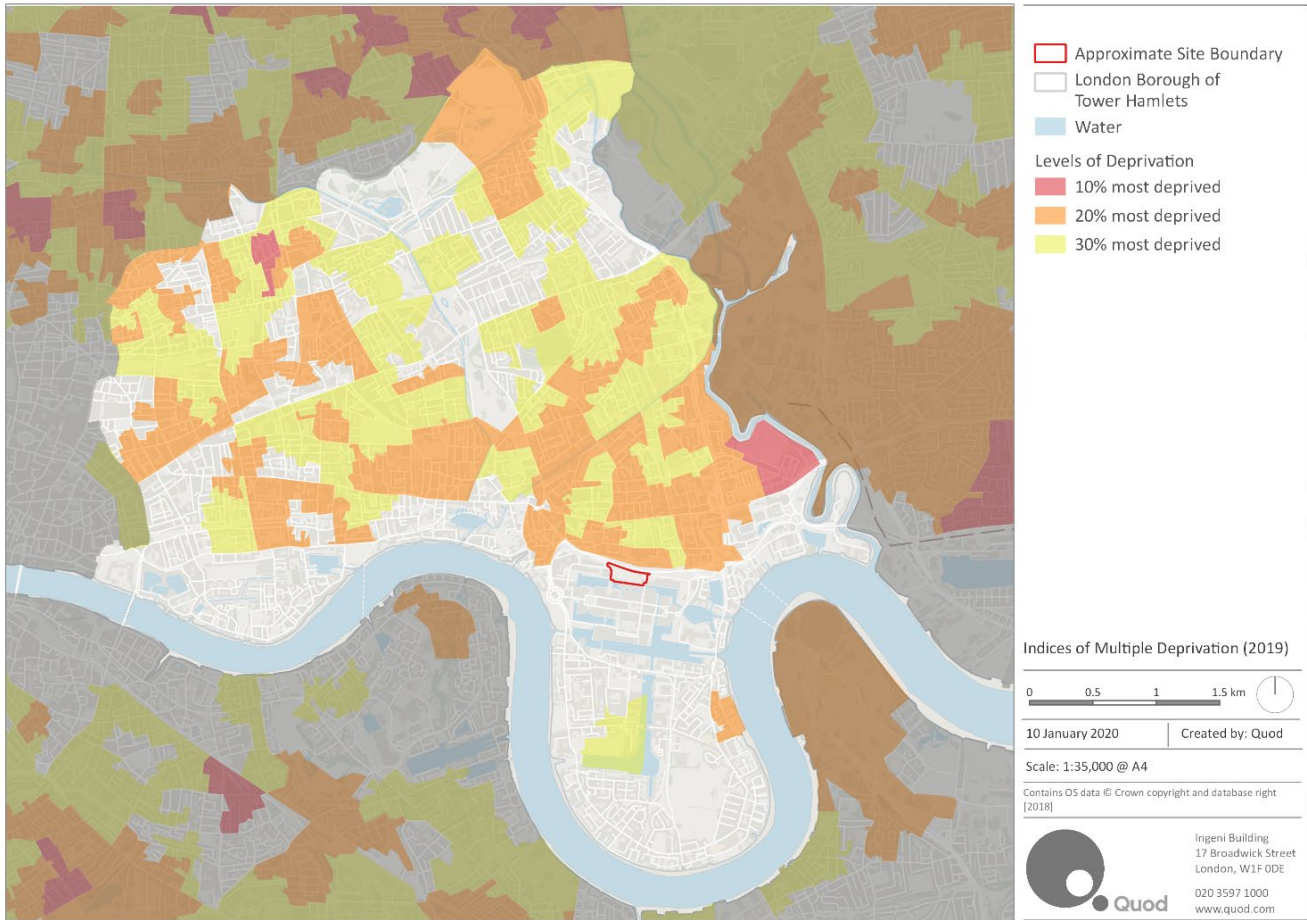 Approximate Site Boundary
London Borough of
Tower Hamlets
Water
Levels of Deprivation
10% most deprived
20% most deprived
30% most deprived
Indices of Multiple Deprivation (2019)
0 0.5 1 1.5 km
10 January 2020 Created by: Quod
Scale: 1:35,000 @ A4
Contains OS data © Crown copyright and database right
[2018]
Quod
Ingeni Building
17 Broadwick Street
London, W1F 0DE
020 3597 1000
www.quod.com